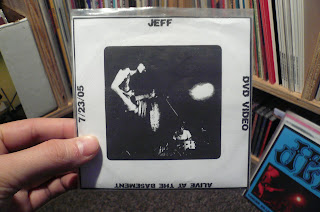 JEFF
DVD VIDEO
7/23/05
ALIVE AT THE BASEMENT